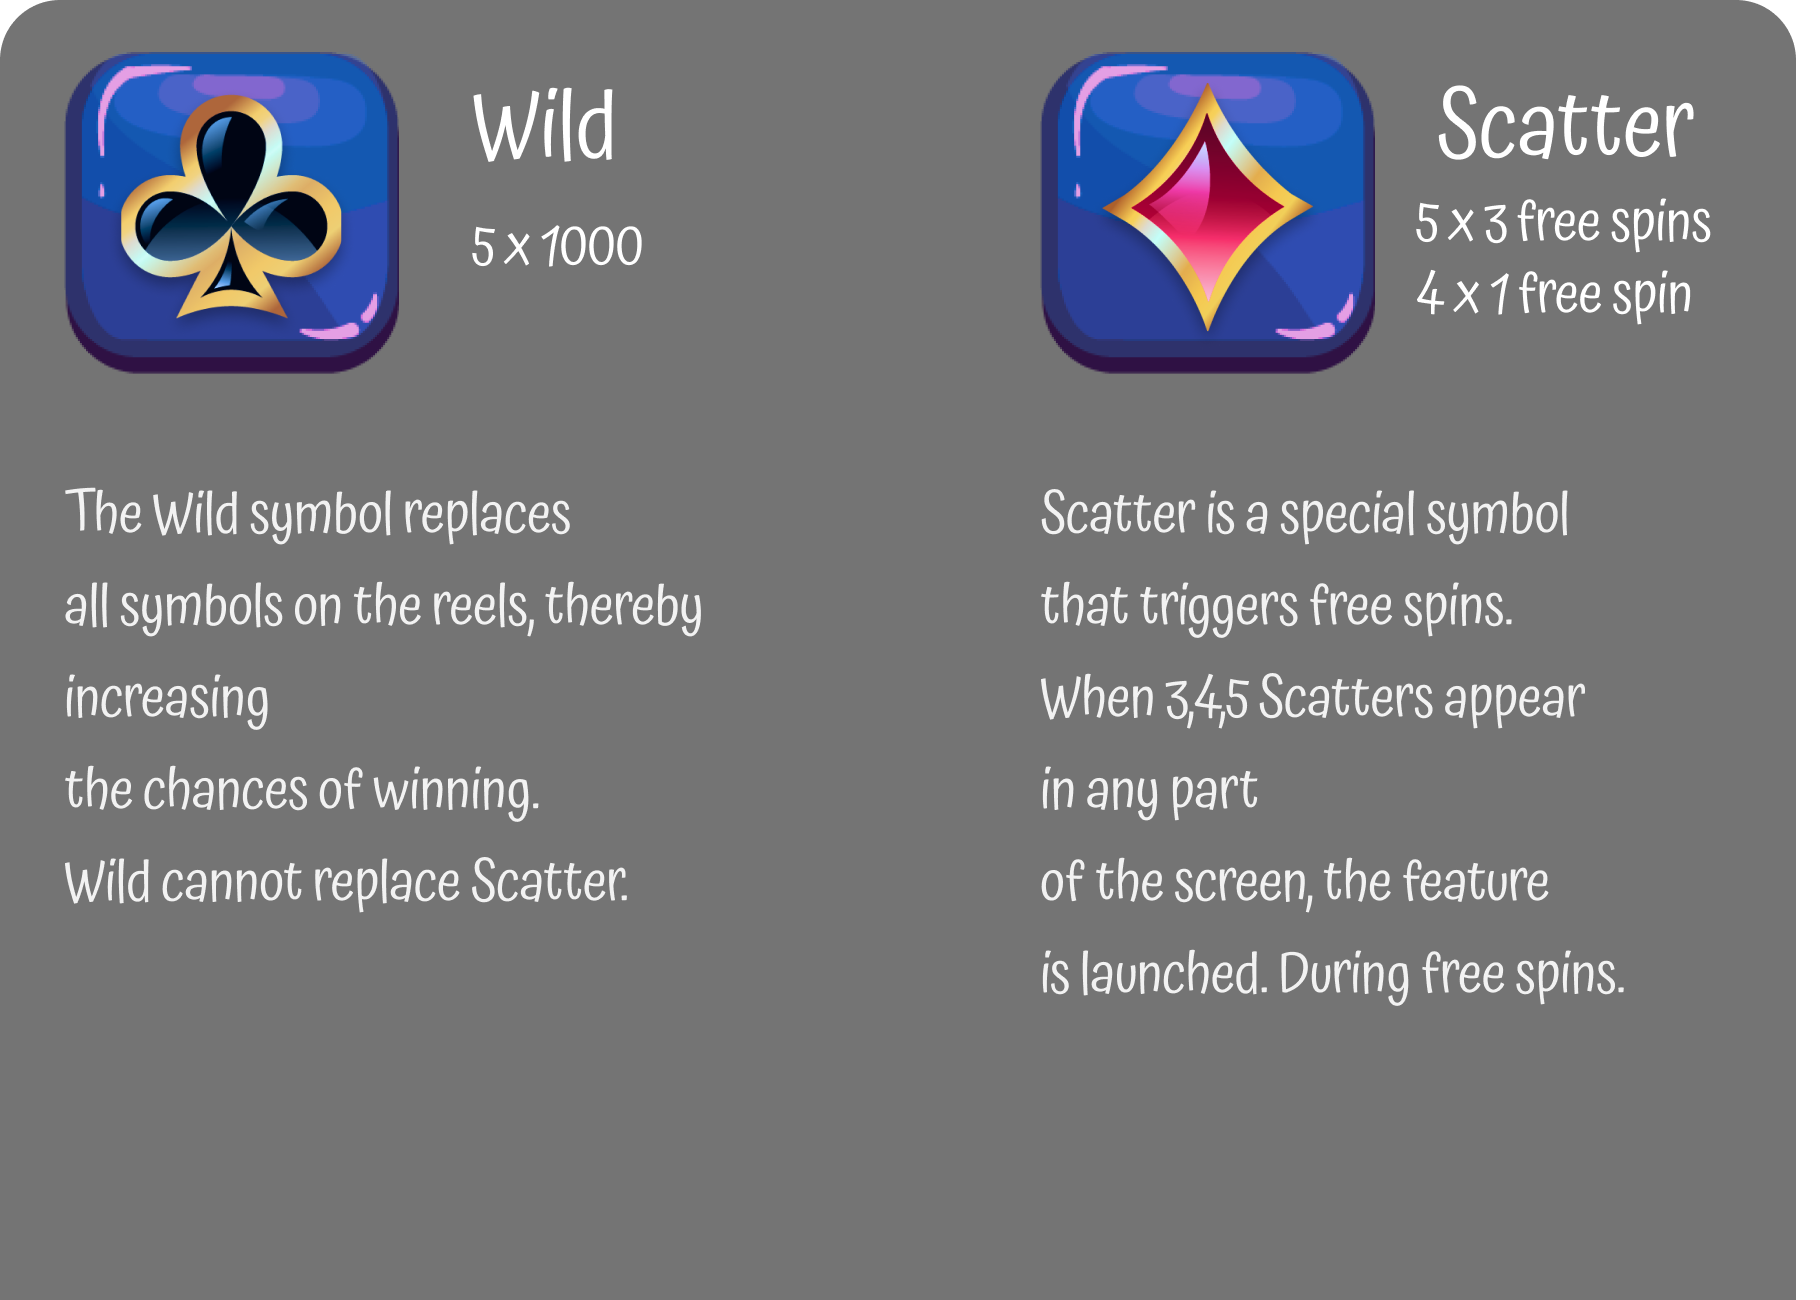 Wild
5 x 1000
The Wild symbol replaces
all symbols on the reels, thereby
increasing
the chances of winning.
Wild cannot replace Scatter.
Scatter
5 x 3 free spins
4 x 1 free spin
Scatter is a special symbol
that triggers free spins.
When 3,4,5 Scatters appear
in any part
of the screen, the feature
is launched. During free spins.